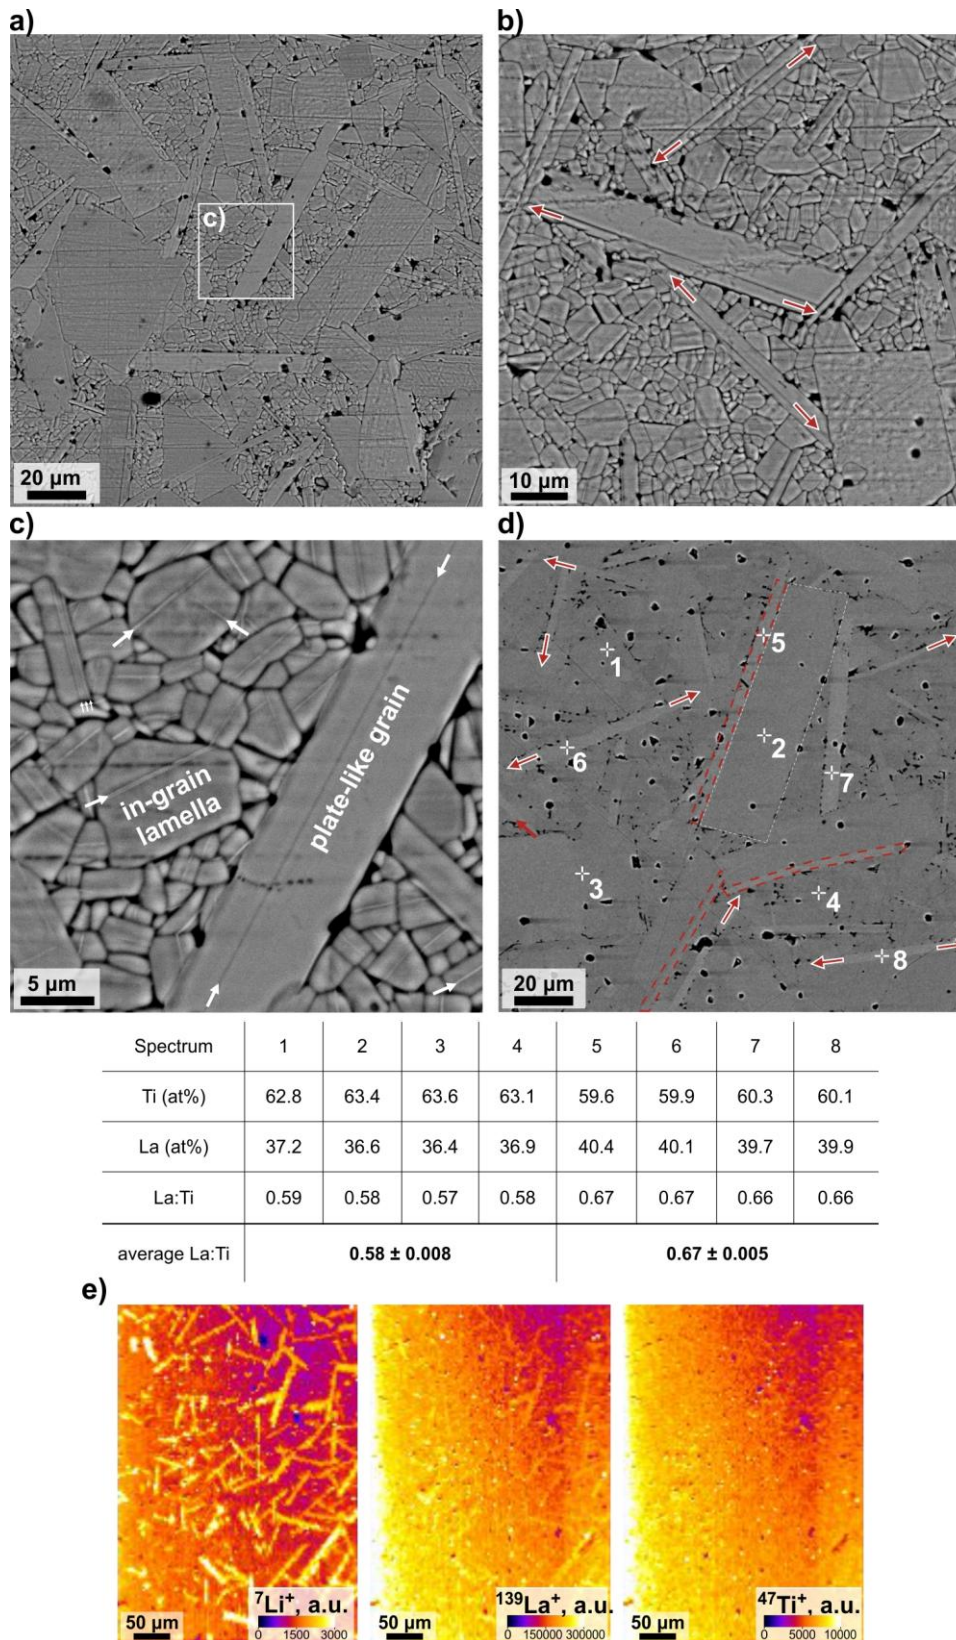 a)
b)
c)
20 µm
10 µm
c)
d)
in-grain
lamella
plate-like grain
5 µm
1
2
3
4
5
6
7
8
20 µm
Spectrum 1 2 3 4 5 6 7 8
Ti (at%) 62.8 63.4 63.6 63.1 59.6 59.9 60.3 60.1
La (at%) 37.2 36.6 36.4 36.9 40.4 40.1 39.7 39.9
La:Ti 0.59 0.58 0.57 0.58 0.67 0.67 0.66 0.66
average La:Ti 0.58 ± 0.008 0.67 ± 0.005
e)
50 µm
⁷Li⁺, a.u.
0 1500 3000
50 µm
¹³⁹La⁺, a.u.
0 150000 300000
50 µm
⁴⁷Ti⁺, a.u.
0 5000 10000